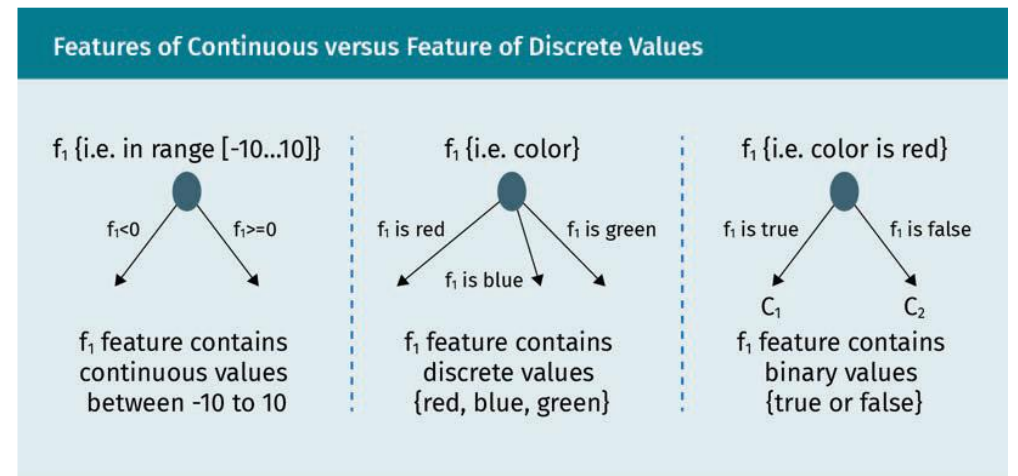 Features of Continuous versus Feature of Discrete Values
f₁ {i.e. in range [-10...10]}
f₁<0
f₁>=0
f₁ feature contains
continuous values
between -10 to 10
f₁ {i.e. color}
f₁ is red
f₁ is blue
f₁ is green
f₁ feature contains
discrete values
{red, blue, green}
f₁ {i.e. color is red}
f₁ is true
f₁ is false
C₁
C₂
f₁ feature contains
binary values
{true or false}